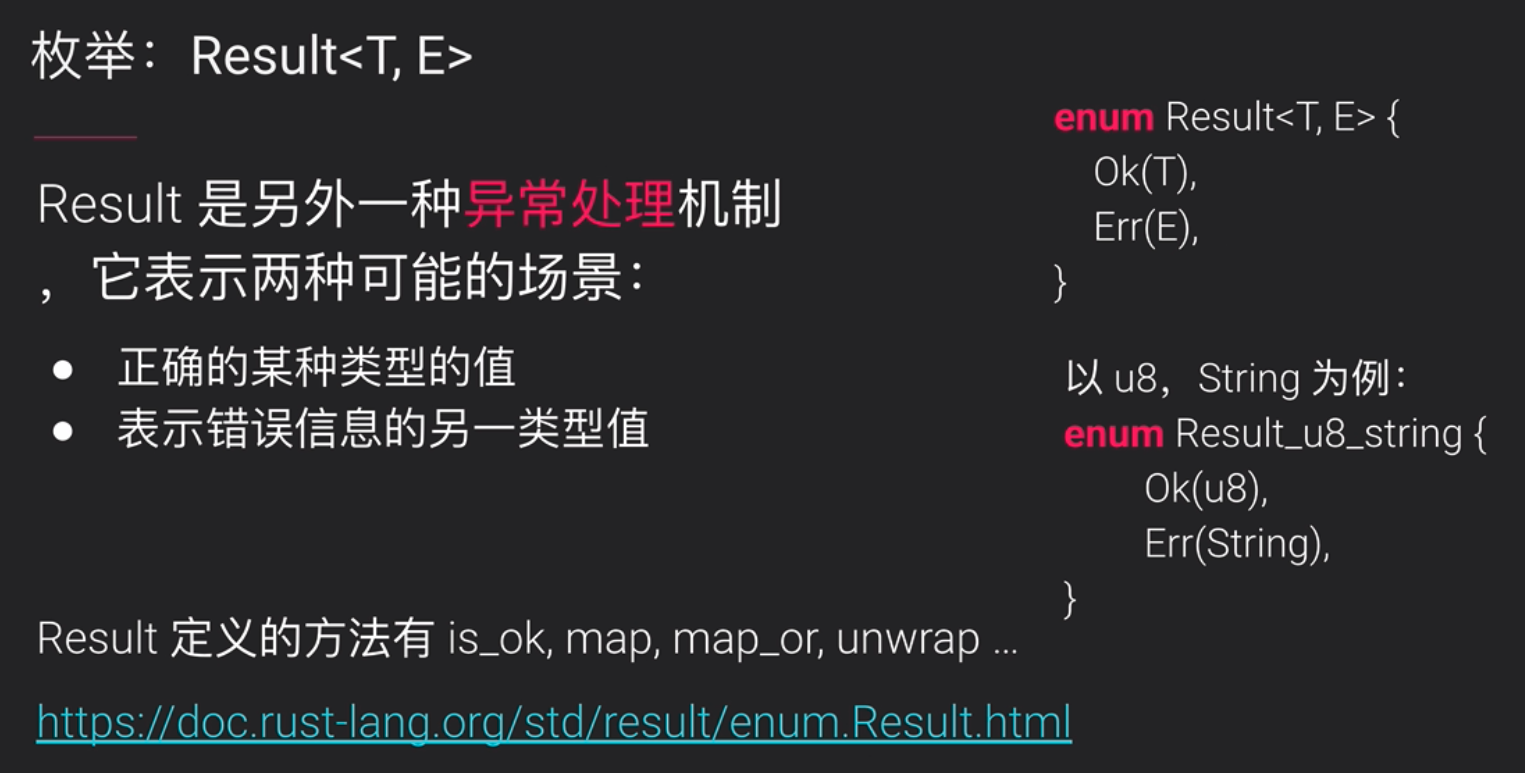 枚举：Result<T, E>
Result 是另外一种异常处理机制
，它表示两种可能的场景：
● 正确的某种类型的值
● 表示错误信息的另一类型值
Result 定义的方法有 is_ok, map, map_or, unwrap ...
https://doc.rust-lang.org/std/result/enum.Result.html
enum Result<T, E> {
Ok(T),
Err(E),
}
以 u8，String 为例：
enum Result_u8_string {
Ok(u8),
Err(String),
}